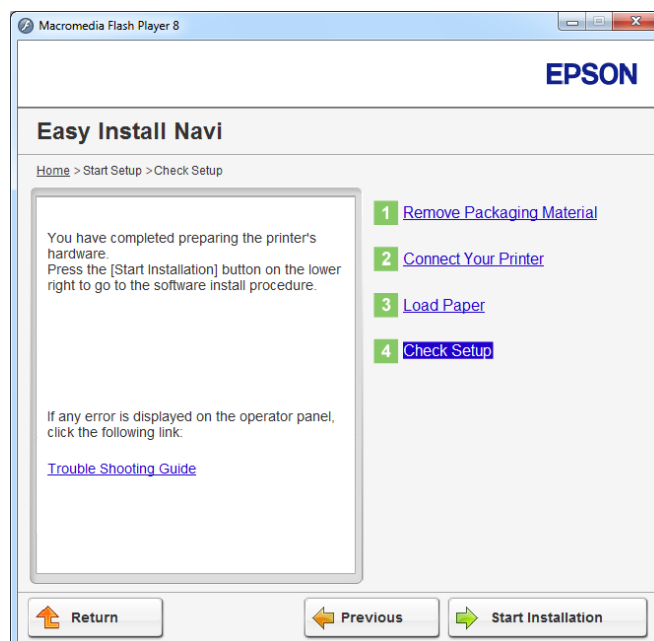 Macromedia Flash Player 8
EPSON
Easy Install Navi
Home > Start Setup >Check Setup
You have completed preparing the printer's
hardware.
Press the [Start Installation] button on the lower
right to go to the software install procedure.
If any error is displayed on the operator panel,
click the following link:
Trouble Shooting Guide
1 Remove Packaging Material
2 Connect Your Printer
3 Load Paper
4 Check Setup
Return
Previous
Start Installation